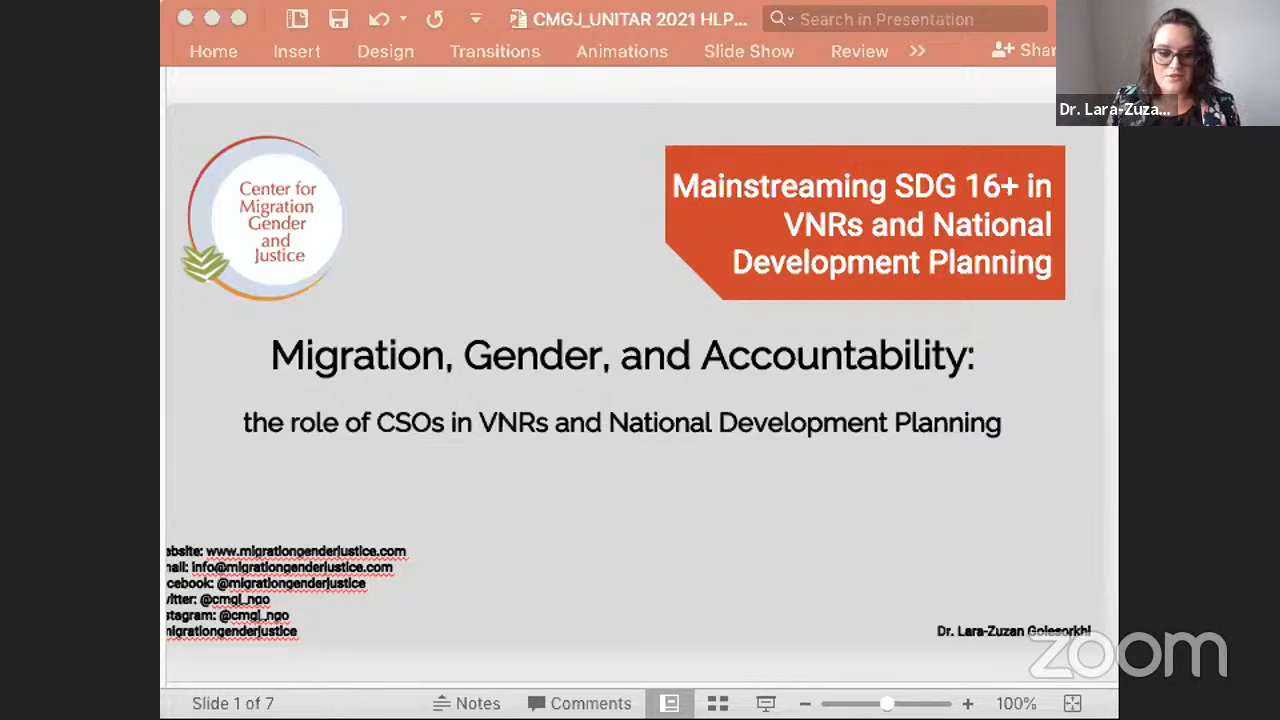 CMGJ_UNITAR 2021 HLP...
Search in Presentation
Home
Insert
Design
Transitions
Animations
Slide Show
Review
Shar
Dr. Lara-Zuza...
Center for
Migration
Gender
and
Justice
Mainstreaming SDG 16+ in
VNRs and National
Development Planning
Migration, Gender, and Accountability:
the role of CSOs in VNRs and National Development Planning
ebsite: www.migrationgenderjustice.com
nail: info@migrationgenderjustice.com
cebook: @migrationgenderjustice
itter: @cmgj_ngo
stagram: @cmgj_ngo
migrationgenderjustice
Dr. Lara-Zuzan Golesorkhi
zoom
Slide 1 of 7
Notes
Comments
100%